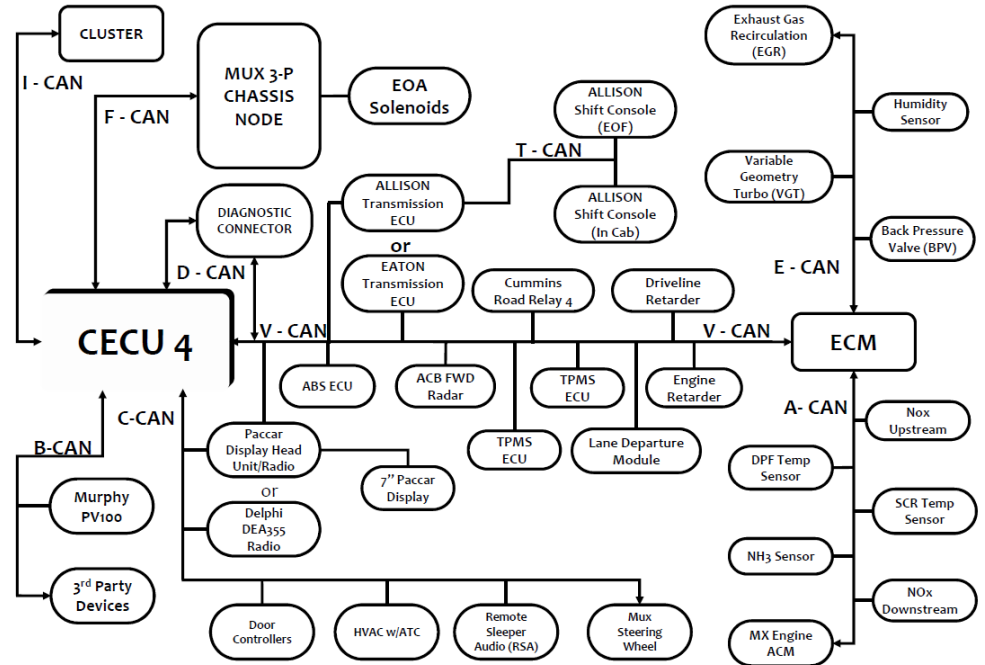 CLUSTER
I - CAN
F - CAN
MUX 3-P
CHASSIS
NODE
EOA
Solenoids
ALLISON
Shift Console
(EOF)
T - CAN
ALLISON
Shift Console
(In Cab)
Exhaust Gas
Recirculation
(EGR)
Humidity
Sensor
Variable
Geometry
Turbo (VGT)
Back Pressure
Valve (BPV)
E - CAN
DIAGNOSTIC
CONNECTOR
D - CAN
ALLISON
Transmission
ECU
or
EATON
Transmission
ECU
Cummins
Road Relay 4
Driveline
Retarder
CECU 4
V - CAN
V - CAN
ECM
ABS ECU
ACB FWD
Radar
TPMS
ECU
TPMS
ECU
Lane Departure
Module
Engine
Retarder
A- CAN
Nox
Upstream
DPF Temp
Sensor
SCR Temp
Sensor
NH3 Sensor
NOx
Downstream
MX Engine
ACM
C-CAN
B-CAN
Murphy
PV100
3rd Party
Devices
Paccar
Display Head
Unit/Radio
or
Delphi
DEA355
Radio
7” Paccar
Display
Door
Controllers
HVAC w/ATC
Remote
Sleeper
Audio (RSA)
Mux
Steering
Wheel